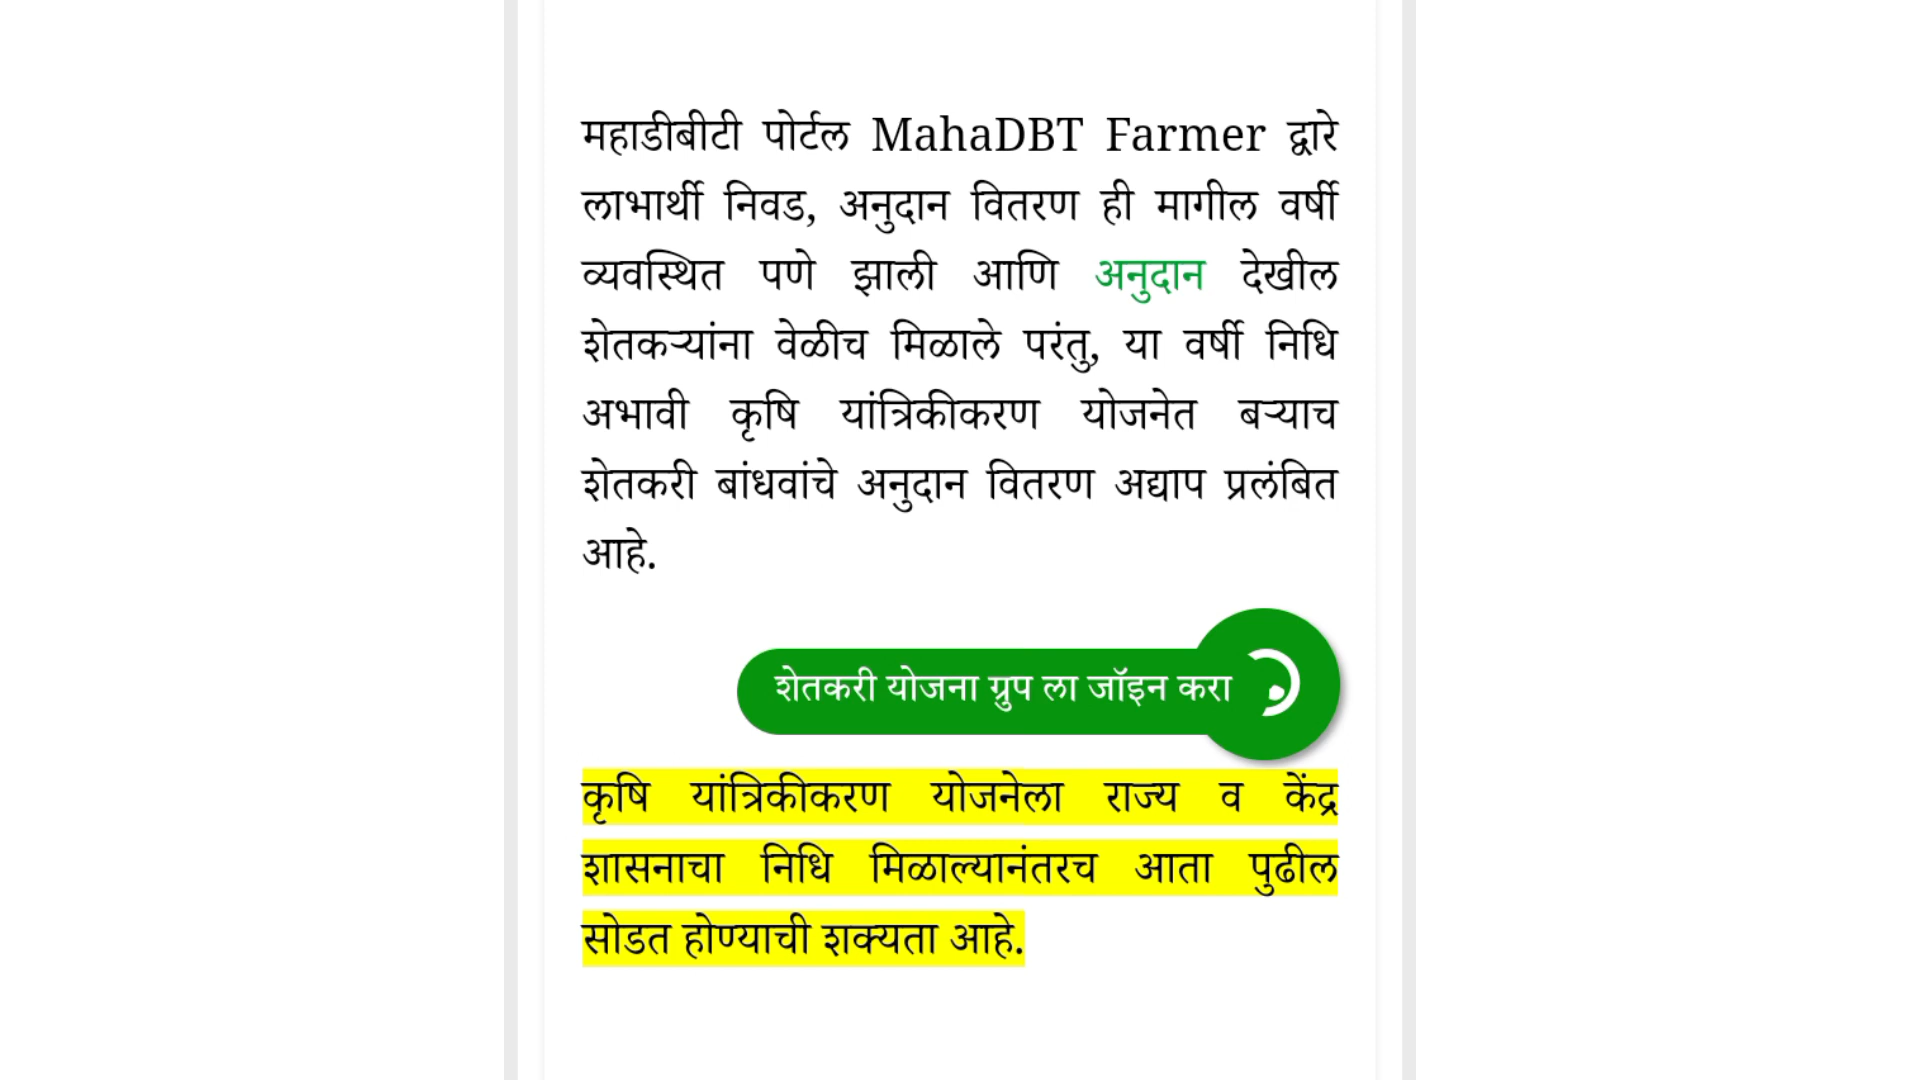 महाडीबीटी पोर्टल MahaDBT Farmer द्वारे
लाभार्थी निवड, अनुदान वितरण ही मागील वर्षी
व्यवस्थित पणे झाली आणि अनुदान देखील
शेतकऱ्यांना वेळीच मिळाले परंतु, या वर्षी निधि
अभावी कृषि यांत्रिकीकरण योजनेत बऱ्याच
शेतकरी बांधवांचे अनुदान वितरण अद्याप प्रलंबित
आहे.
शेतकरी योजना ग्रुप ला जॉइन करा
कृषि यांत्रिकीकरण योजनेला राज्य व केंद्र
शासनाचा निधि मिळाल्यानंतरच आता पुढील
सोडत होण्याची शक्यता आहे.